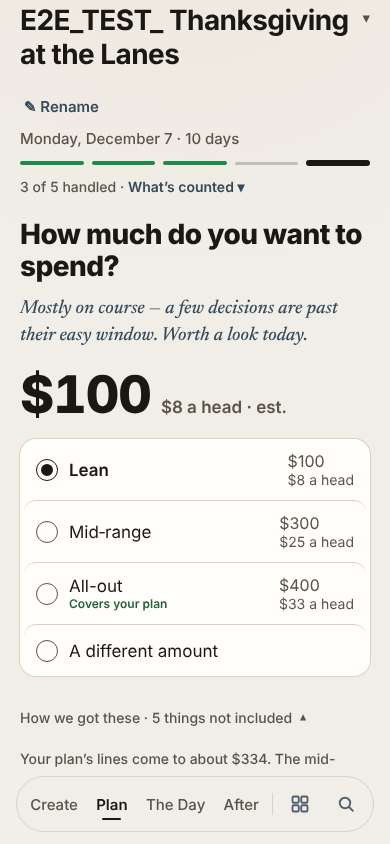 E2E_TEST_ Thanksgiving ▾
at the Lanes
✎ Rename
Monday, December 7 · 10 days
3 of 5 handled · What's counted ▾
How much do you want to
spend?
Mostly on course — a few decisions are past
their easy window. Worth a look today.
$100 $8 a head · est.
Lean $100
$8 a head
Mid-range $300
$25 a head
All-out $400
Covers your plan $33 a head
A different amount
How we got these · 5 things not included ▴
Your plan's lines come to about $334. The mid-
Create Plan The Day After